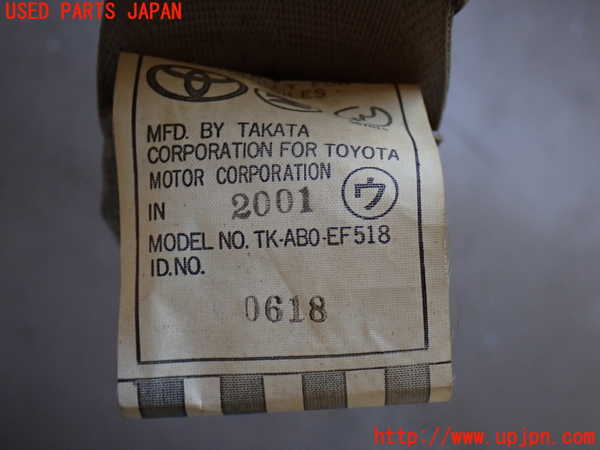 USED PARTS JAPAN
MFD. BY TAKATA
CORPORATION FOR TOYOTA
MOTOR CORPORATION
IN 2001 ウ
MODEL NO. TK-AB0-EF518
ID.NO.
0618
http://www.upjpn.com/